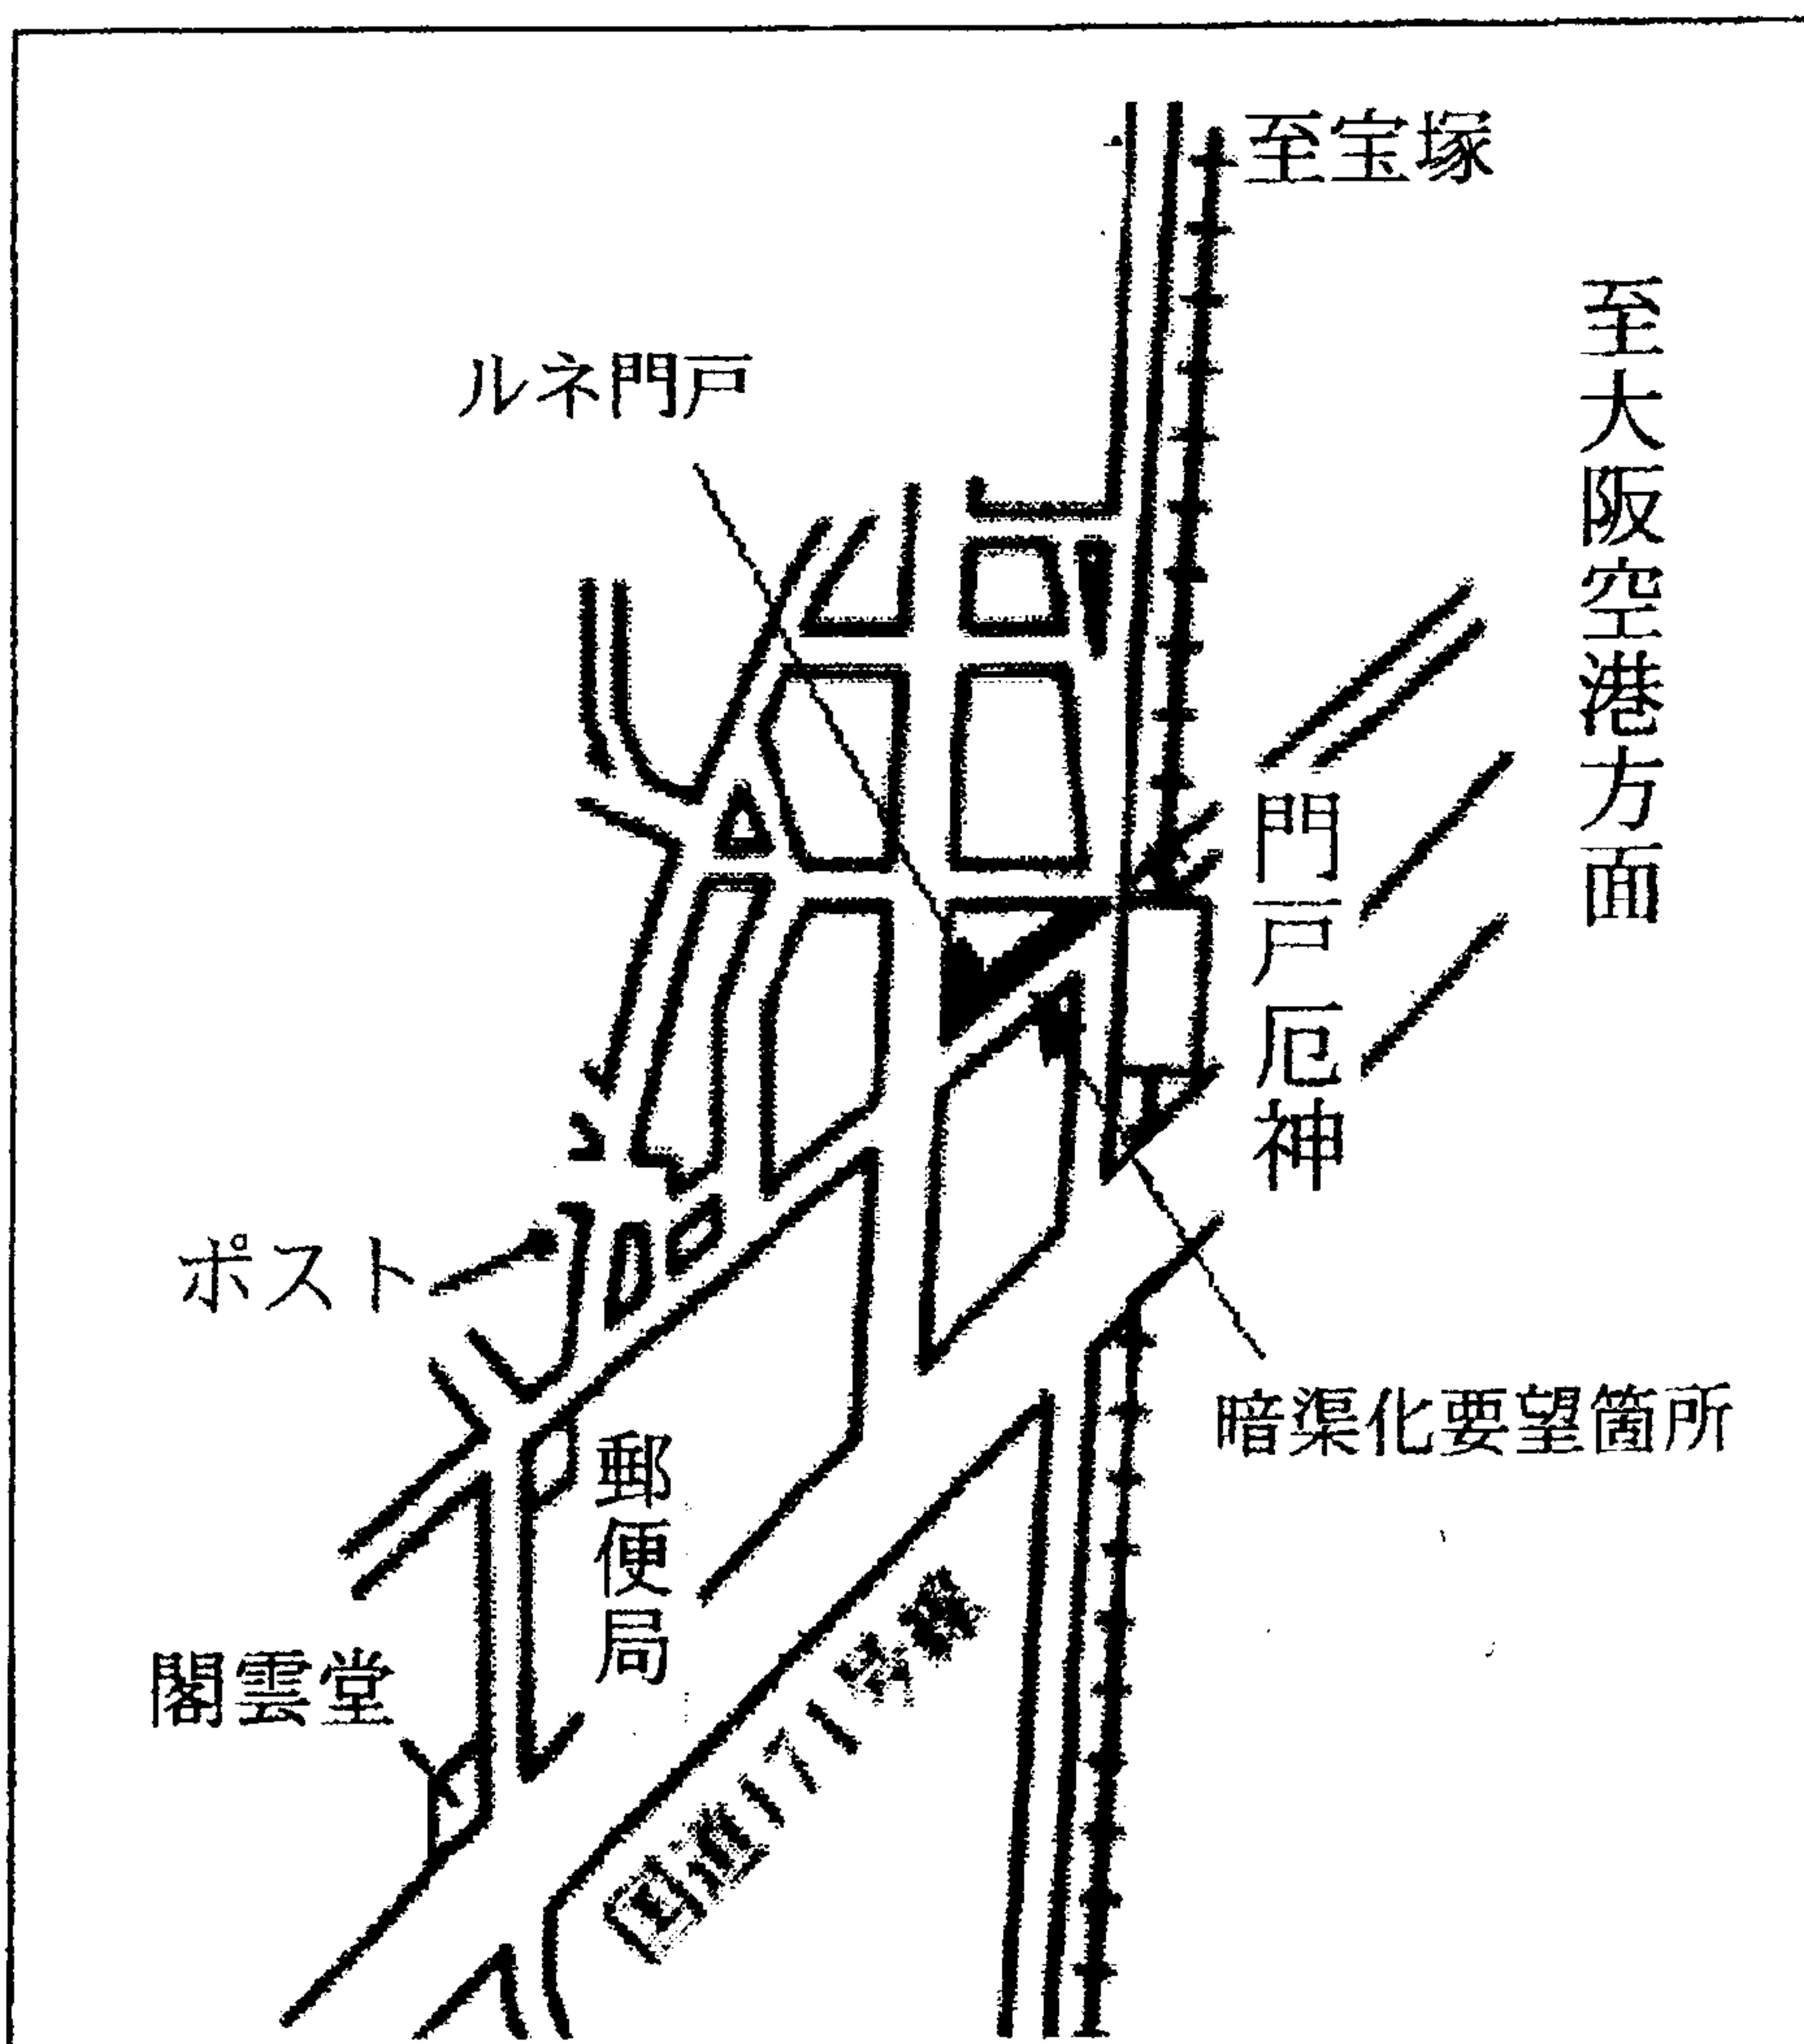 至宝塚
至大阪空港方面
ルネ門戸
門戸厄神
ポスト
暗渠化要望箇所
郵便局
閣雲堂
国道171号線